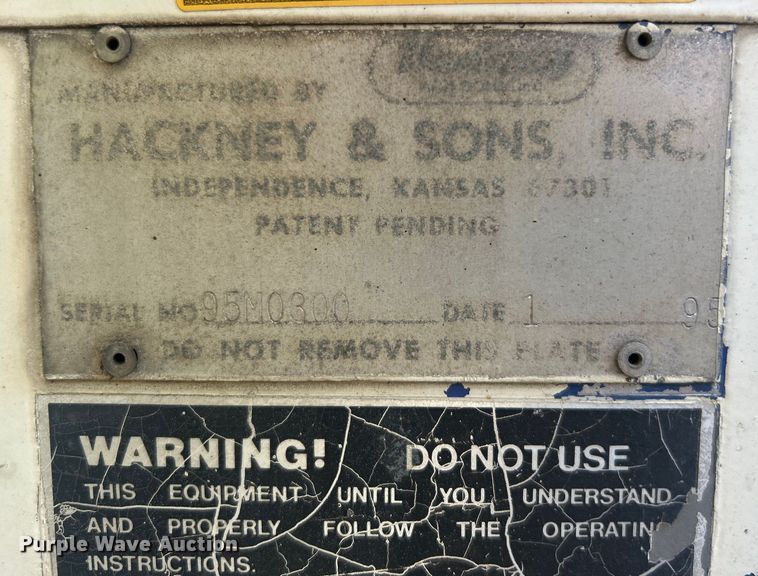 MANUFACTURED BY
Hackney
HACKNEY & SONS, INC.
INDEPENDENCE, KANSAS 67301
PATENT PENDING
SERIAL NO 95M0300 DATE 1 95
DO NOT REMOVE THIS PLATE
WARNING! DO NOT USE
THIS EQUIPMENT UNTIL YOU UNDERSTAND
AND PROPERLY FOLLOW THE OPERATING
INSTRUCTIONS.
Purple Wave Auction